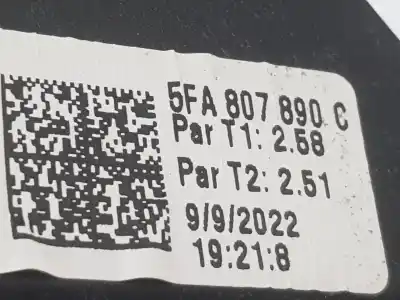 5FA 807 890 C
Par T1: 2.58
Par T2: 2.51
9/9/2022
19:21:8